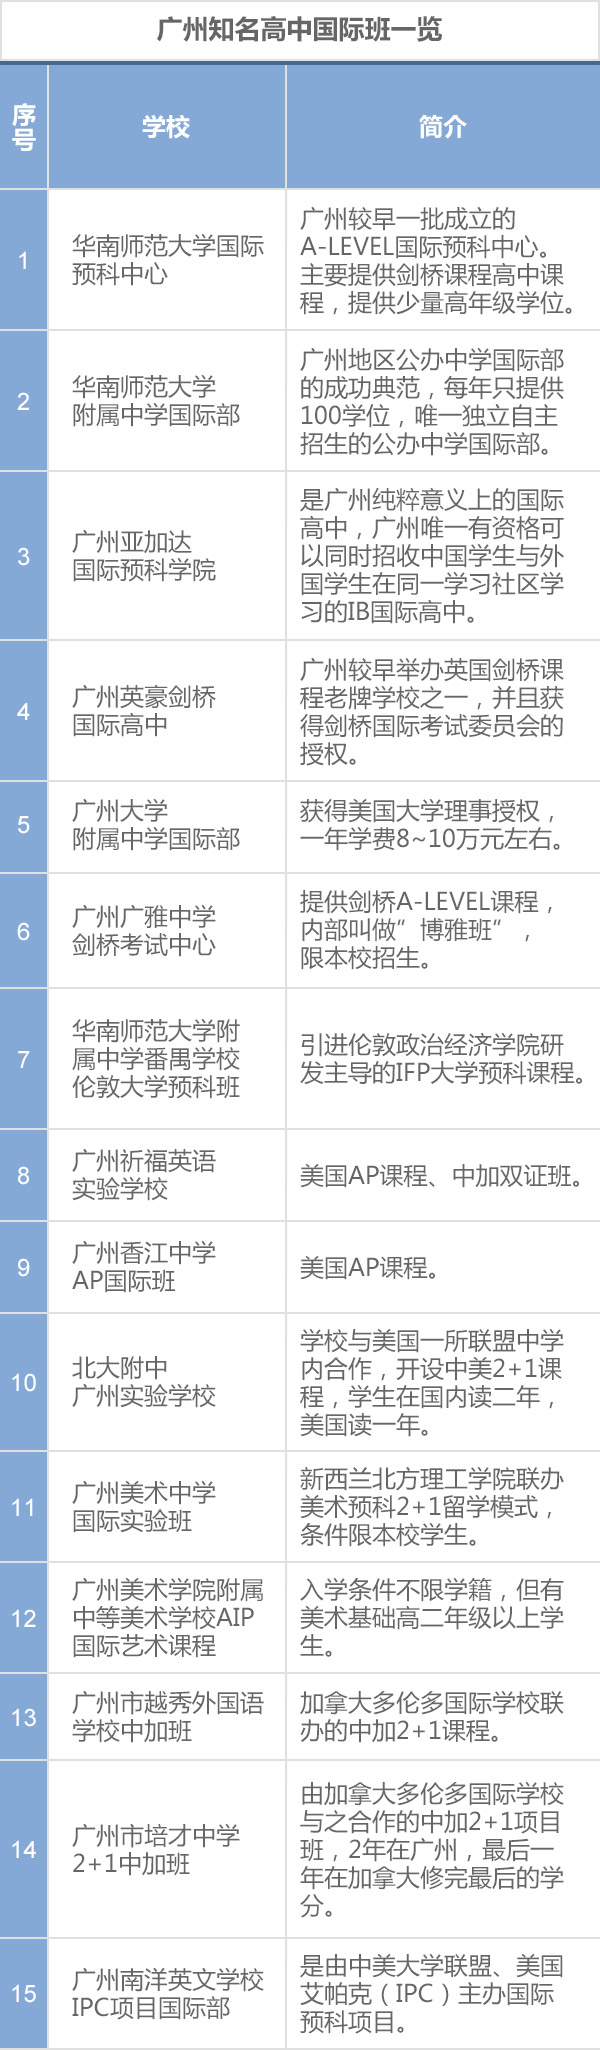 广州知名高中国际班一览
序号
学校
简介
1
华南师范大学国际
预科中心
广州较早一批成立的
A-LEVEL国际预科中心。
主要提供剑桥课程高中课
程，提供少量高年级学位。
2
华南师范大学
附属中学国际部
广州地区公办中学国际部
的成功典范，每年只提供
100学位，唯一独立自主
招生的公办中学国际部。
3
广州亚加达
国际预科学院
是广州纯粹意义上的国际
高中，广州唯一有资格可
以同时招收中国学生与外
国学生在同一学习社区学
习的IB国际高中。
4
广州英豪剑桥
国际高中
广州较早举办英国剑桥课
程老牌学校之一，并且获
得剑桥国际考试委员会的
授权。
5
广州大学
附属中学国际部
获得美国大学理事授权，
一年学费8~10万元左右。
6
广州广雅中学
剑桥考试中心
提供剑桥A-LEVEL课程，
内部叫做”博雅班”，
限本校招生。
7
华南师范大学附
属中学番禺学校
伦敦大学预科班
引进伦敦政治经济学院研
发主导的IFP大学预科课程。
8
广州祈福英语
实验学校
美国AP课程、中加双证班。
9
广州香江中学
AP国际班
美国AP课程。
10
北大附中
广州实验学校
学校与美国一所联盟中学
内合作，开设中美2+1课
程，学生在国内读二年，
美国读一年。
11
广州美术中学
国际实验班
新西兰北方理工学院联办
美术预科2+1留学模式，
条件限本校学生。
12
广州美术学院附属
中等美术学校AIP
国际艺术课程
入学条件不限学籍，但有
美术基础高二年级以上学
生。
13
广州市越秀外国语
学校中加班
加拿大多伦多国际学校联
办的中加2+1课程。
14
广州市培才中学
2+1中加班
由加拿大多伦多国际学校
与之合作的中加2+1项目
班，2年在广州，最后一
年在加拿大修完最后的学
分。
15
广州南洋英文学校
IPC项目国际部
是由中美大学联盟、美国
艾帕克（IPC）主办国际
预科项目。